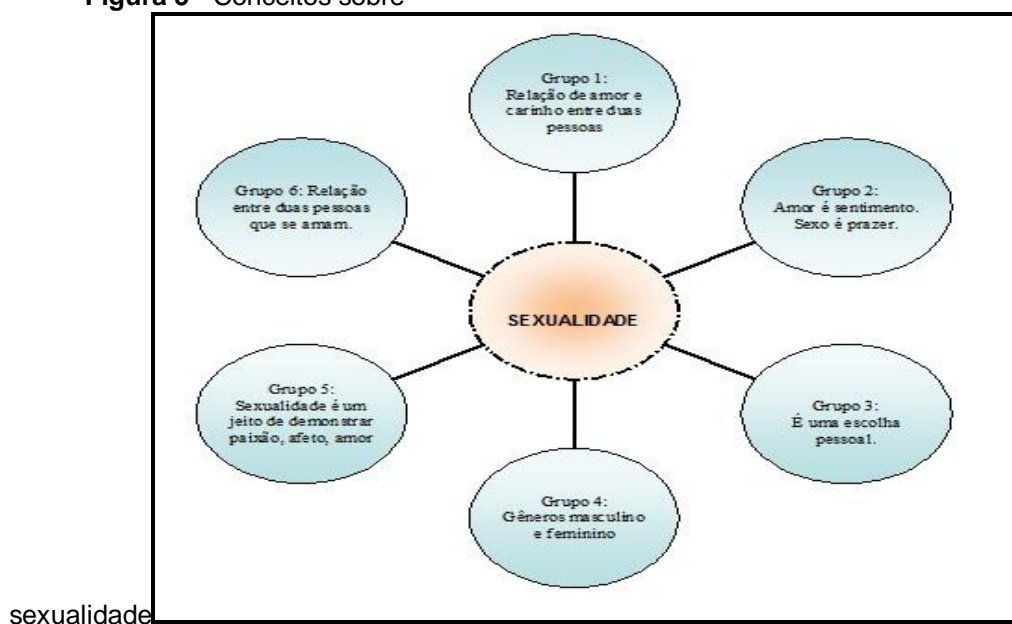 Figura 3 - Conceitos sobre
Grupo 1:
Relação de amor e
carinho entre duas
pessoas
Grupo 2:
Amor é sentimento.
Sexo é prazer.
Grupo 3:
É uma escolha
pessoal.
Grupo 4:
Gêneros masculino
e feminino
Grupo 5:
Sexualidade é um
jeito de demonstrar
paixão, afeto, amor
Grupo 6: Relação
entre duas pessoas
que se amam.
SEXUALIDADE
sexualidade